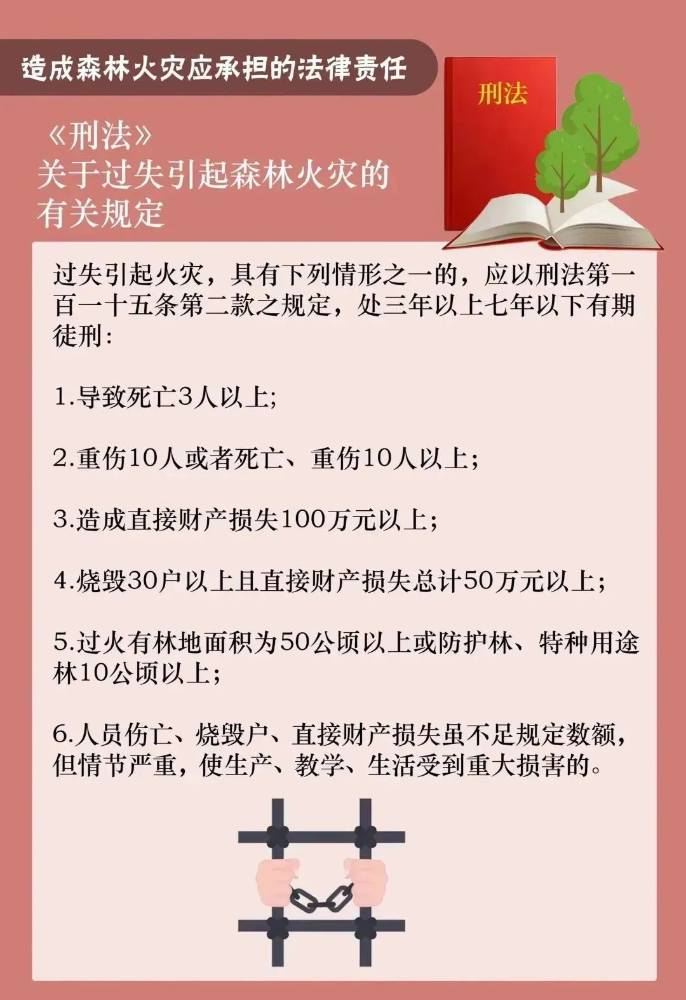 造成森林火灾应承担的法律责任
刑法
《刑法》
关于过失引起森林火灾的
有关规定
过失引起火灾，具有下列情形之一的，应以刑法第一
百一十五条第二款之规定，处三年以上七年以下有期
徒刑：
1.导致死亡3人以上;
2.重伤10人或者死亡、重伤10人以上；
3.造成直接财产损失100万元以上；
4.烧毁30户以上且直接财产损失总计50万元以上；
5.过火有林地面积为50公顷以上或防护林、特种用途
林10公顷以上；
6.人员伤亡、烧毁户、直接财产损失虽不足规定数额，
但情节严重，使生产、教学、生活受到重大损害的。